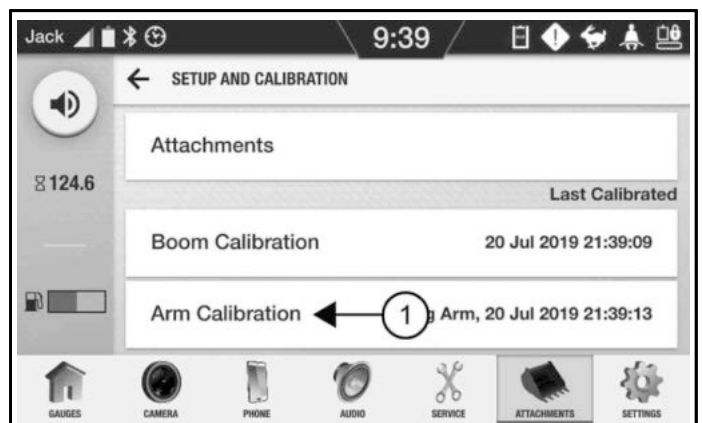 Jack 9:39
SETUP AND CALIBRATION
Attachments
124.6
Last Calibrated
Boom Calibration 20 Jul 2019 21:39:09
Arm Calibration 1 Arm, 20 Jul 2019 21:39:13
GAUGES CAMERA PHONE AUDIO SERVICE ATTACHMENTS SETTINGS